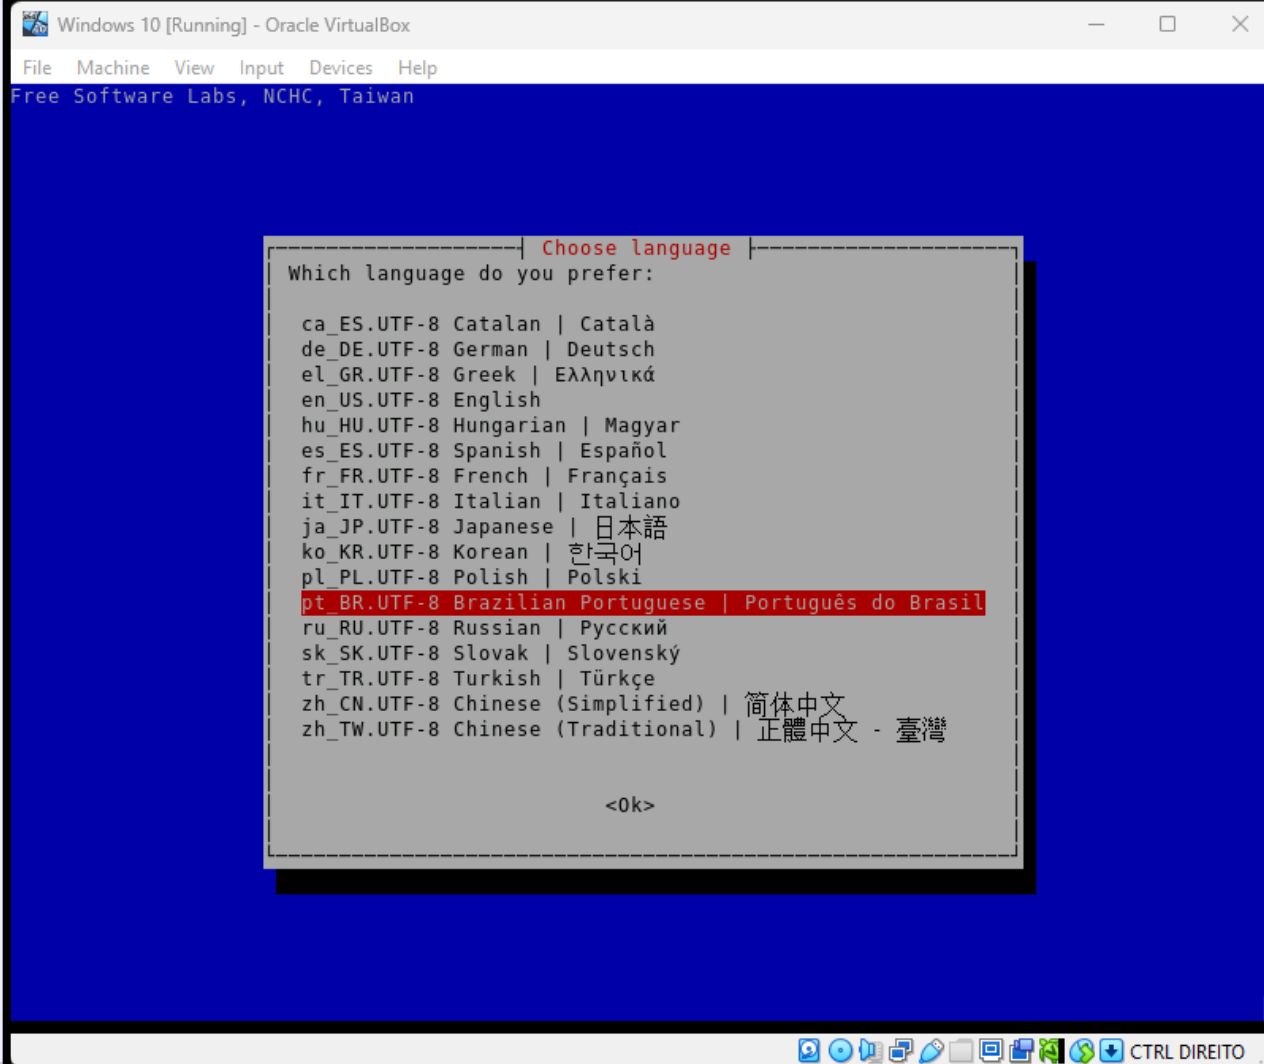 Windows 10 [Running] - Oracle VirtualBox
File Machine View Input Devices Help
Free Software Labs, NCHC, Taiwan
Choose language
Which language do you prefer:
ca_ES.UTF-8 Catalan | Català
de_DE.UTF-8 German | Deutsch
el_GR.UTF-8 Greek | Ελληνικά
en_US.UTF-8 English
hu_HU.UTF-8 Hungarian | Magyar
es_ES.UTF-8 Spanish | Español
fr_FR.UTF-8 French | Français
it_IT.UTF-8 Italian | Italiano
ja_JP.UTF-8 Japanese | 日本語
ko_KR.UTF-8 Korean | 한국어
pl_PL.UTF-8 Polish | Polski
pt_BR.UTF-8 Brazilian Portuguese | Português do Brasil
ru_RU.UTF-8 Russian | Русский
sk_SK.UTF-8 Slovak | Slovenský
tr_TR.UTF-8 Turkish | Türkçe
zh_CN.UTF-8 Chinese (Simplified) | 简体中文
zh_TW.UTF-8 Chinese (Traditional) | 正體中文 - 臺灣
<Ok>
CTRL DIREITO